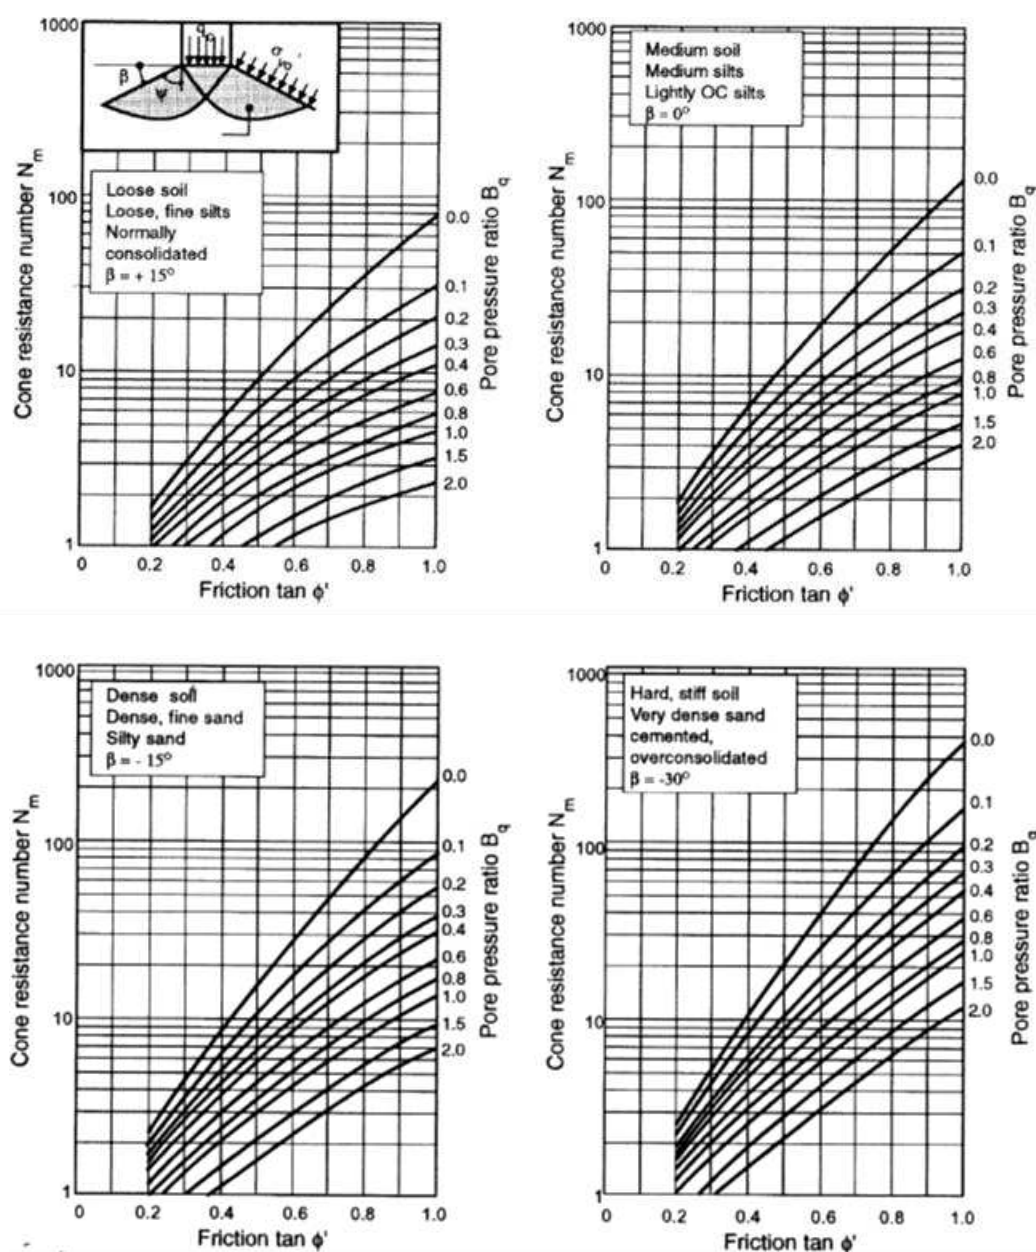 1000
q
β
ψ
Loose soil
Loose, fine silts
Normally
consolidated
β = + 15°
Cone resistance number N_m
100
10
1
0
0.2
0.4
0.6
0.8
1.0
Friction tan ϕ'
0.0
0.1
0.2
0.3
0.4
0.6
0.8
1.0
1.5
2.0
Pore pressure ratio B_q
1000
Medium soil
Medium silts
Lightly OC silts
β = 0°
Cone resistance number N_m
100
10
1
0
0.2
0.4
0.6
0.8
1.0
Friction tan ϕ'
0.0
0.1
0.2
0.3
0.4
0.6
0.8
1.0
1.5
2.0
Pore pressure ratio B_q
1000
Dense soil
Dense, fine sand
Silty sand
β = - 15°
Cone resistance number N_m
100
10
1
0
0.2
0.4
0.6
0.8
1.0
Friction tan ϕ'
0.0
0.1
0.2
0.3
0.4
0.6
0.8
1.0
1.5
2.0
Pore pressure ratio B_q
1000
Hard, stiff soil
Very dense sand
cemented,
overconsolidated
β = -30°
Cone resistance number N_m
100
10
1
0
0.2
0.4
0.6
0.8
1.0
Friction tan ϕ'
0.0
0.1
0.2
0.3
0.4
0.6
0.8
1.0
1.5
2.0
Pore pressure ratio B_q